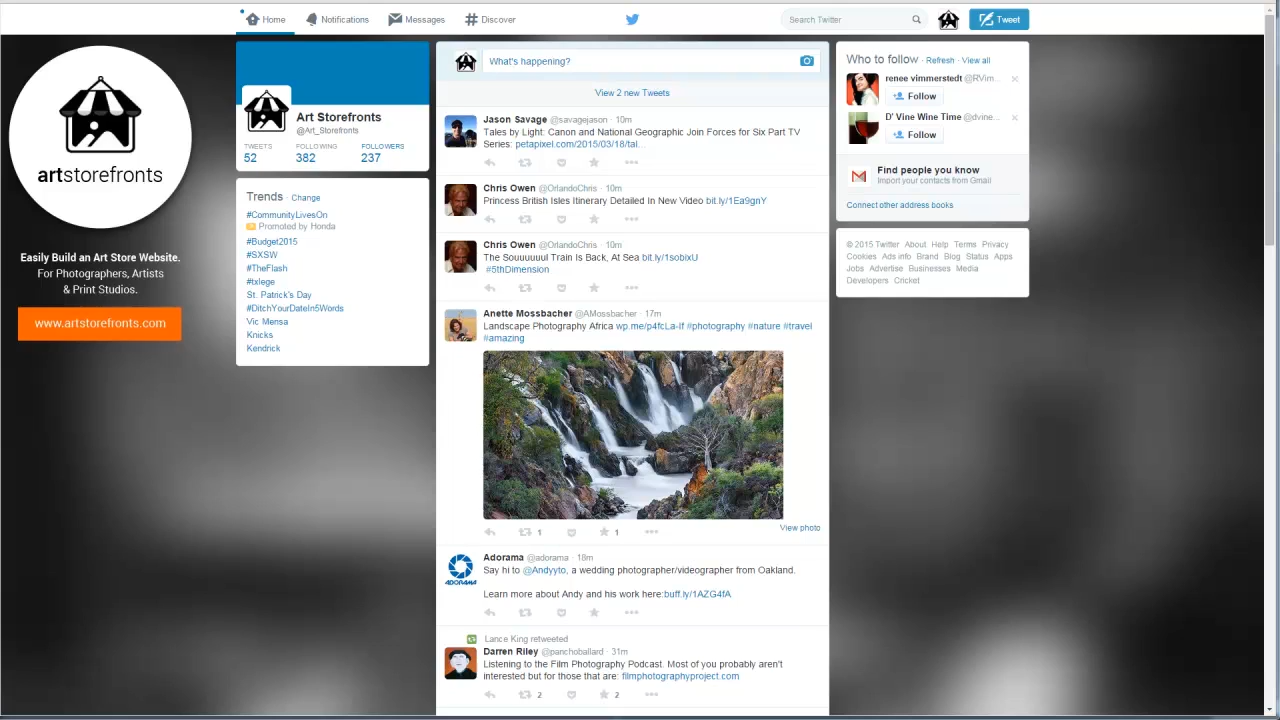 Home Notifications Messages Discover Search Twitter Tweet
artstorefronts
Easily Build an Art Store Website.
For Photographers, Artists
& Print Studios.
www.artstorefronts.com
Art Storefronts
@Art_Storefronts
TWEETS FOLLOWING FOLLOWERS
52 382 237
Trends · Change
#CommunityLivesOn
Promoted by Honda
#Budget2015
#SXSW
#TheFlash
#txlege
St. Patrick's Day
#DitchYourDateIn5Words
Vic Mensa
Knicks
Kendrick
What's happening?
View 2 new Tweets
Jason Savage @savagejason · 10m
Tales by Light: Canon and National Geographic Join Forces for Six Part TV
Series: petapixel.com/2015/03/18/tal...
Chris Owen @OrlandoChris · 10m
Princess British Isles Itinerary Detailed In New Video bit.ly/1Ea9gnY
Chris Owen @OrlandoChris · 10m
The Souuuuuul Train Is Back, At Sea bit.ly/1sobixU
#5thDimension
Anette Mossbacher @AMossbacher · 17m
Landscape Photography Africa wp.me/p4fcLa-If #photography #nature #travel
#amazing
View photo
1 1
Adorama @adorama · 18m
Say hi to @Andyyto, a wedding photographer/videographer from Oakland.
Learn more about Andy and his work here:buff.ly/1AZG4fA
ADORAMA
Lance King retweeted
Darren Riley @panchoballard · 31m
Listening to the Film Photography Podcast. Most of you probably aren't
interested but for those that are: filmphotographyproject.com
2 2
Who to follow · Refresh · View all
renee vimmerstedt @RVim...
Follow
D' Vine Wine Time @dvine...
Follow
Find people you know
Import your contacts from Gmail
Connect other address books
© 2015 Twitter About Help Terms Privacy
Cookies Ads info Brand Blog Status Apps
Jobs Advertise Businesses Media
Developers Cricket